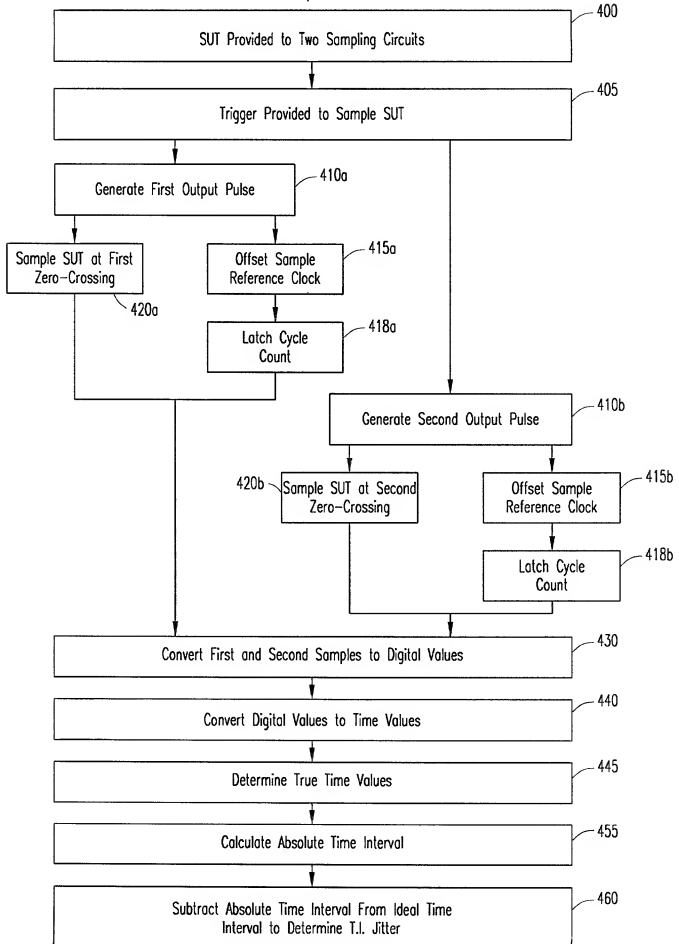 400
SUT Provided to Two Sampling Circuits
405
Trigger Provided to Sample SUT
410a
Generate First Output Pulse
Sample SUT at First
Zero-Crossing
420a
415a
Offset Sample
Reference Clock
418a
Latch Cycle
Count
410b
Generate Second Output Pulse
420b
Sample SUT at Second
Zero-Crossing
415b
Offset Sample
Reference Clock
418b
Latch Cycle
Count
430
Convert First and Second Samples to Digital Values
440
Convert Digital Values to Time Values
445
Determine True Time Values
455
Calculate Absolute Time Interval
460
Subtract Absolute Time Interval From Ideal Time
Interval to Determine T.I. Jitter